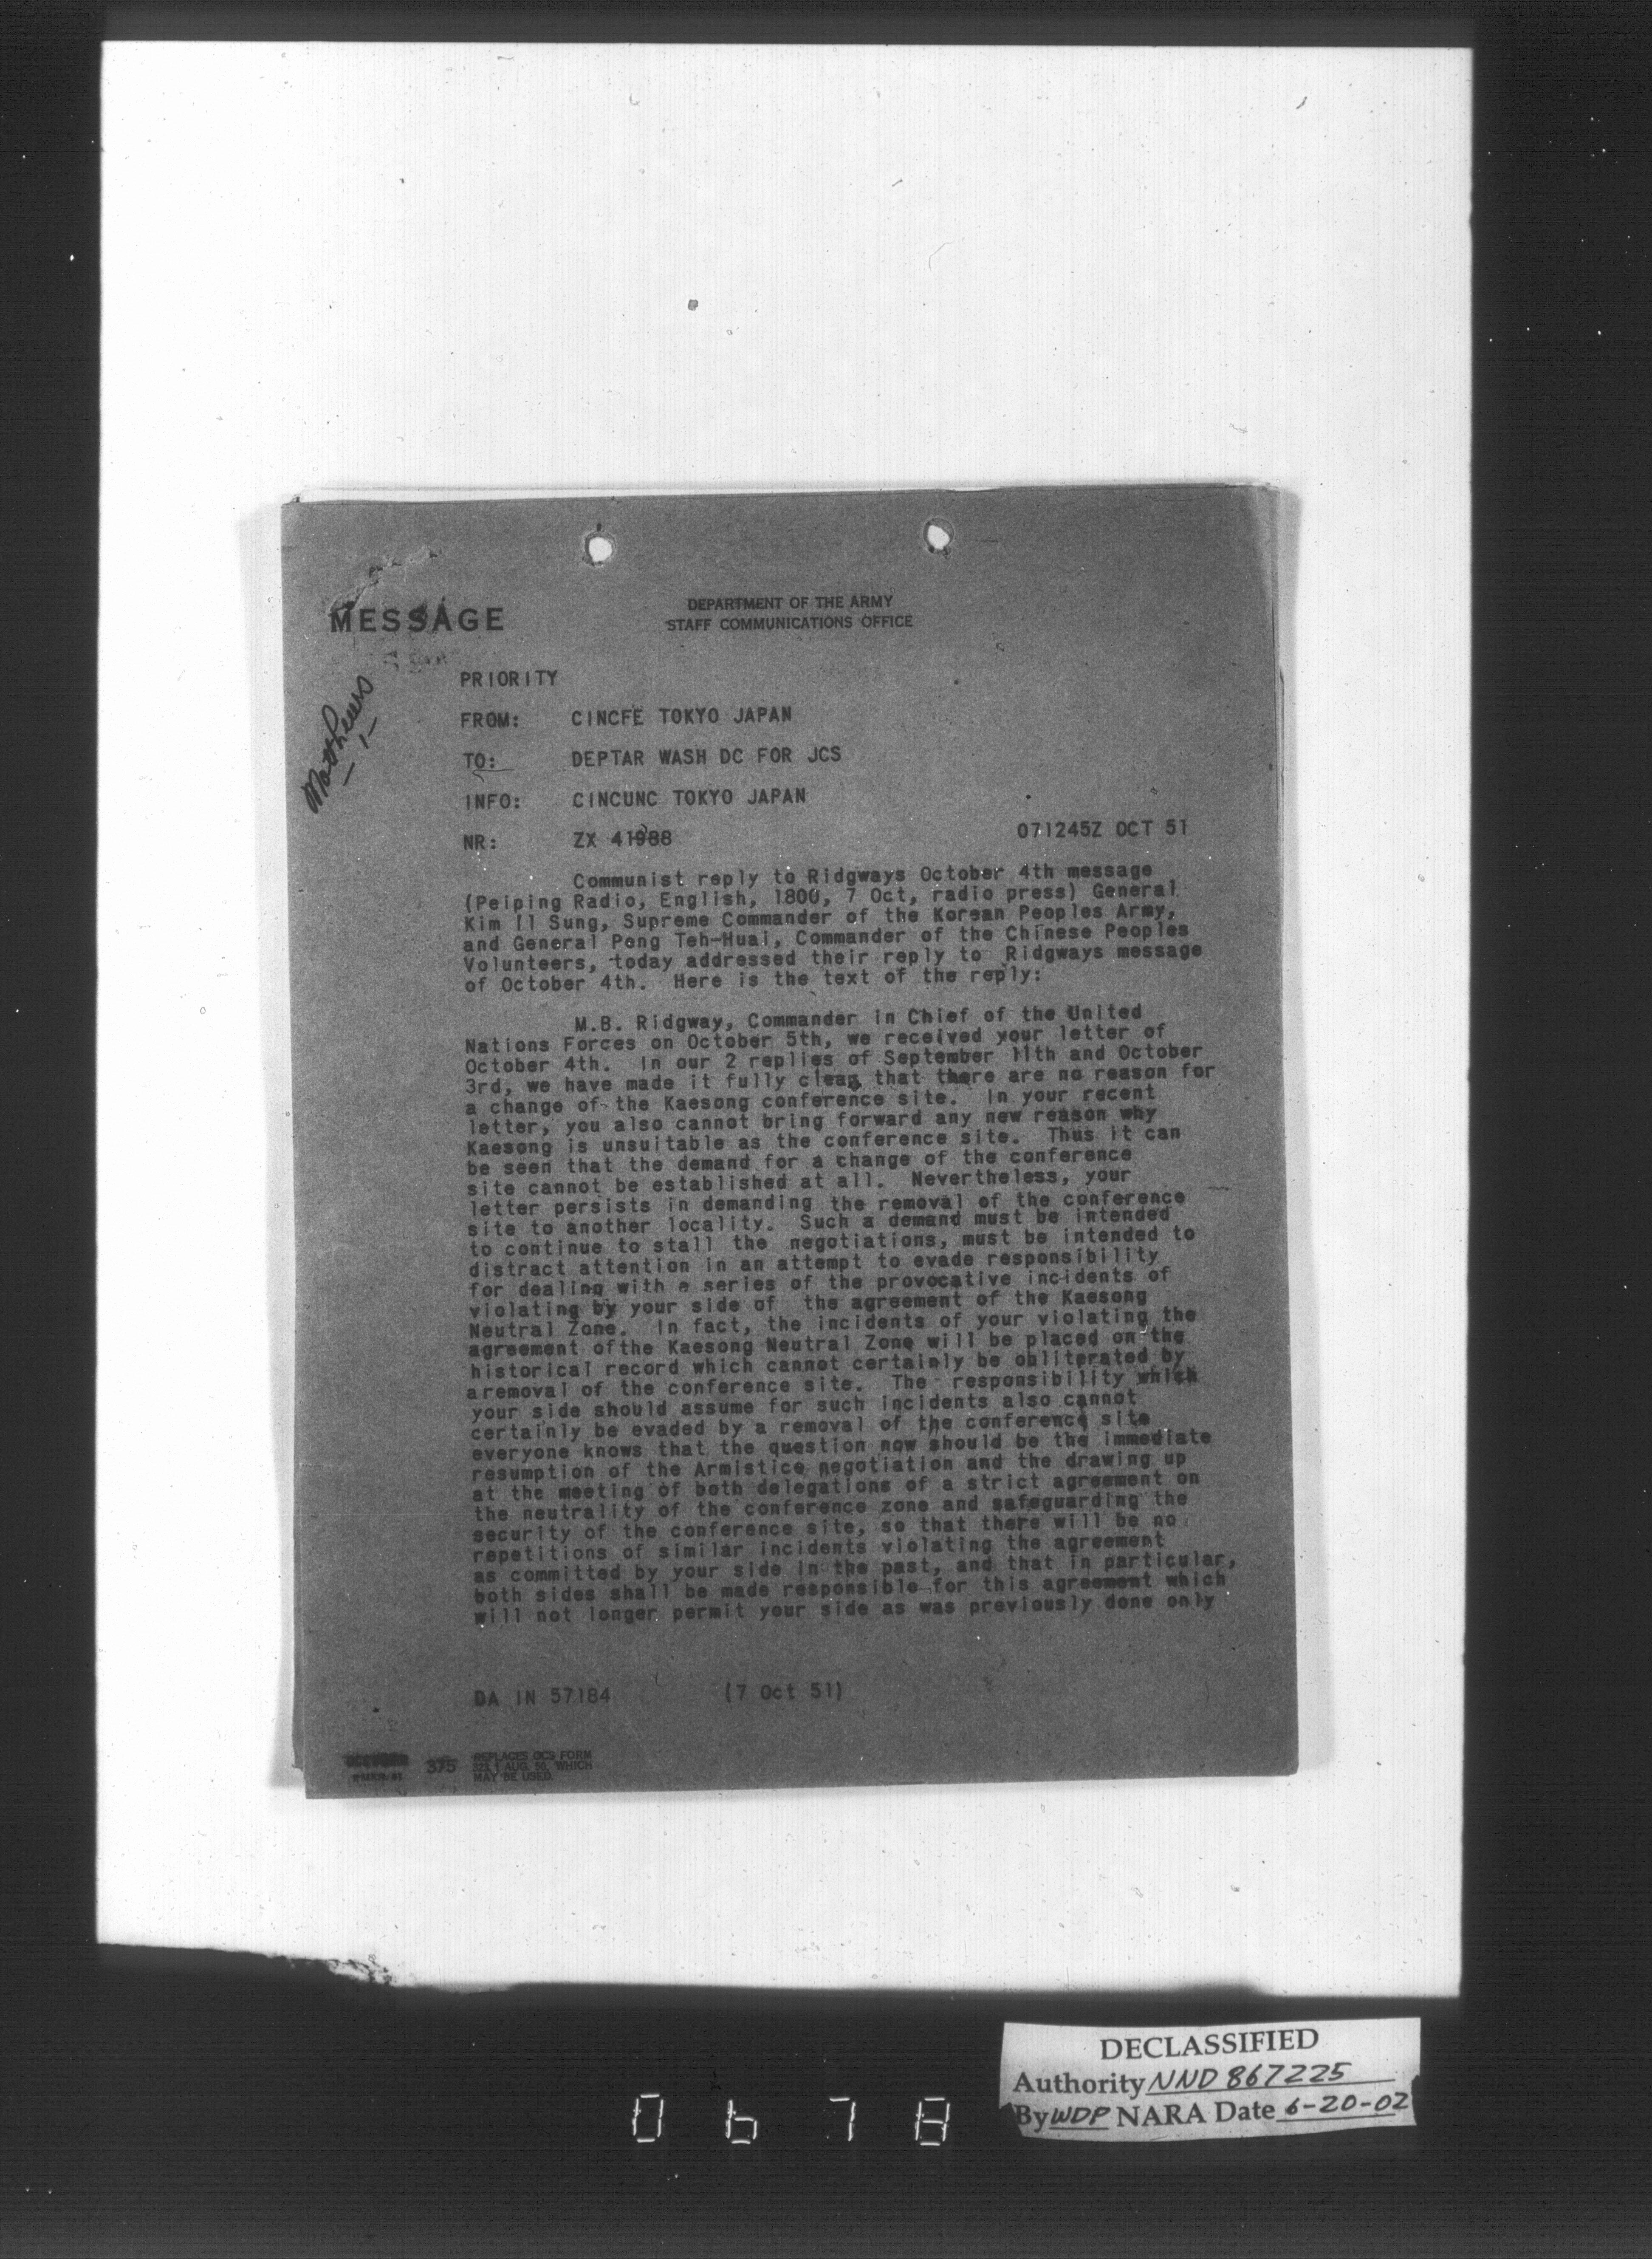 MESSAGE
DEPARTMENT OF THE ARMY
STAFF COMMUNICATIONS OFFICE
PRIORITY
FROM: CINCFE TOKYO JAPAN
TO: DEPTAR WASH DC FOR JCS
INFO: CINCUNC TOKYO JAPAN
NR: ZX 41988 071245Z OCT 51
Communist reply to Ridgways October 4th message
(Peiping Radio, English, 1800, 7 Oct, radio press) General
Kim Il Sung, Supreme Commander of the Korean Peoples Army,
and General Peng Teh-Huai, Commander of the Chinese Peoples
Volunteers, today addressed their reply to Ridgways message
of October 4th. Here is the text of the reply:
M.B. Ridgway, Commander in Chief of the United
Nations Forces on October 5th, we received your letter of
October 4th. In our 2 replies of September 11th and October
3rd, we have made it fully clear that there are no reason for
a change of the Kaesong conference site. In your recent
letter, you also cannot bring forward any new reason why
Kaesong is unsuitable as the conference site. Thus it can
be seen that the demand for a change of the conference
site cannot be established at all. Nevertheless, your
letter persists in demanding the removal of the conference
site to another locality. Such a demand must be intended
to continue to stall the negotiations, must be intended to
distract attention in an attempt to evade responsibility
for dealing with a series of the provocative incidents of
violating by your side of the agreement of the Kaesong
Neutral Zone. In fact, the incidents of your violating the
agreement ofthe Kaesong Neutral Zone will be placed on the
historical record which cannot certainly be obliterated by
aremoval of the conference site. The responsibility which
your side should assume for such incidents also cannot
certainly be evaded by a removal of the conference site
everyone knows that the question now should be the immediate
resumption of the Armistice negotiation and the drawing up
at the meeting of both delegations of a strict agreement on
the neutrality of the conference zone and safeguarding the
security of the conference site, so that there will be no
repetitions of similar incidents violating the agreement
as committed by your side in the past, and that in particular,
both sides shall be made responsible for this agreement which
will not longer permit your side as was previously done only
DA IN 57184 (7 Oct 51)
375 REPLACES OCS FORM
AUG. 50, WHICH
MAY BE USED.
DECLASSIFIED
Authority NND 867225
By WDP NARA Date 6-20-02
0678